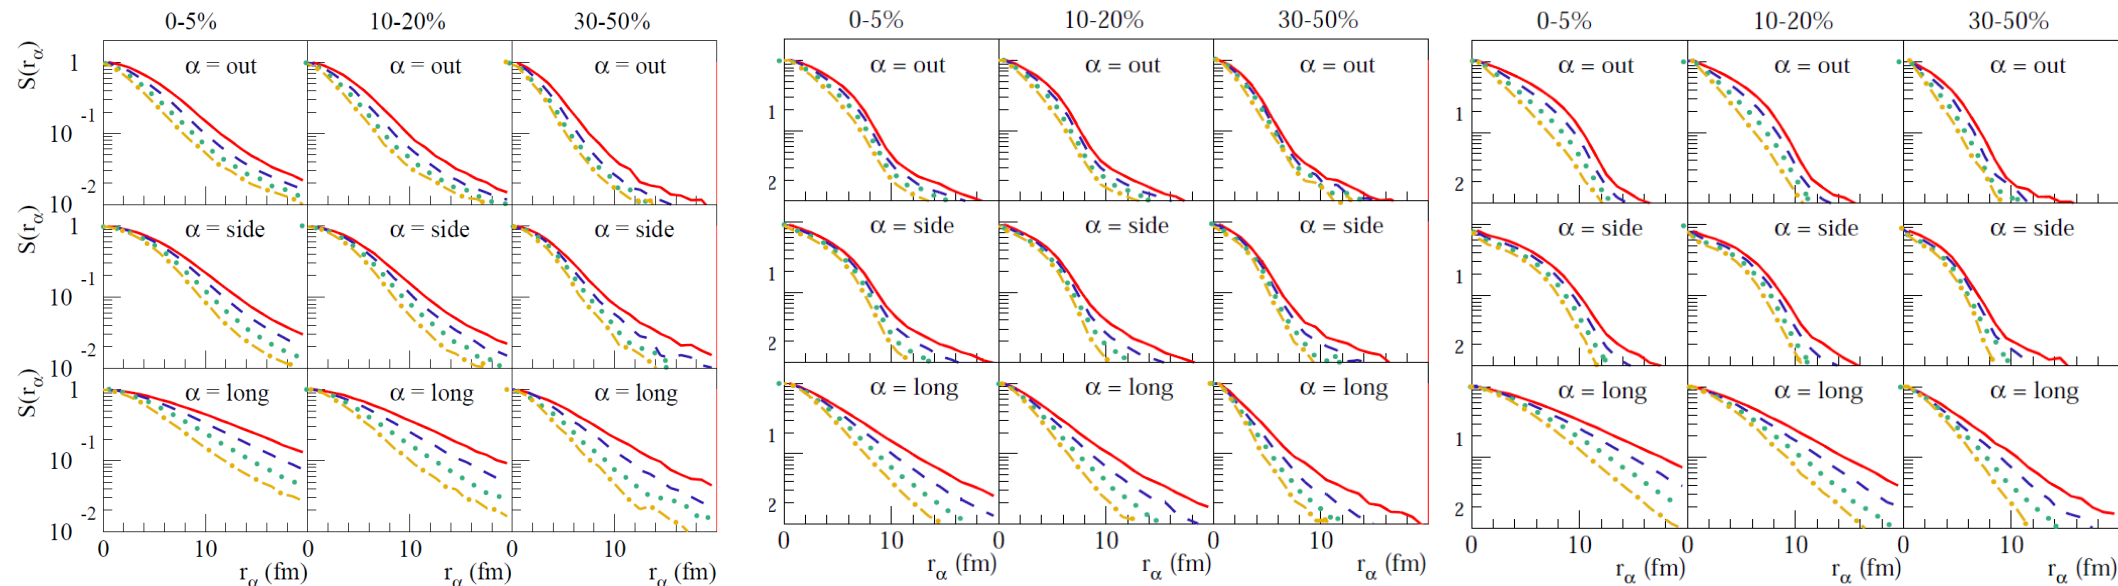 0-5% 10-20% 30-50% 0-5% 10-20% 30-50% 0-5% 10-20% 30-50%
S(rα) 1 α = out α = out α = out α = out α = out α = out α = out α = out α = out
10 -1 1 1
10 -2 2 2
S(rα) 1 α = side α = side α = side α = side α = side α = side α = side α = side α = side
10 -1 1 1
10 -2 2 2
S(rα) 1 α = long α = long α = long α = long α = long α = long α = long α = long α = long
10 -1 1 1
10 -2 2 2
0 10 0 10 0 10 0 10 0 10 0 10 0 10 0 10 0 10
rα (fm) rα (fm) rα (fm) rα (fm) rα (fm) rα (fm) rα (fm) rα (fm) rα (fm)